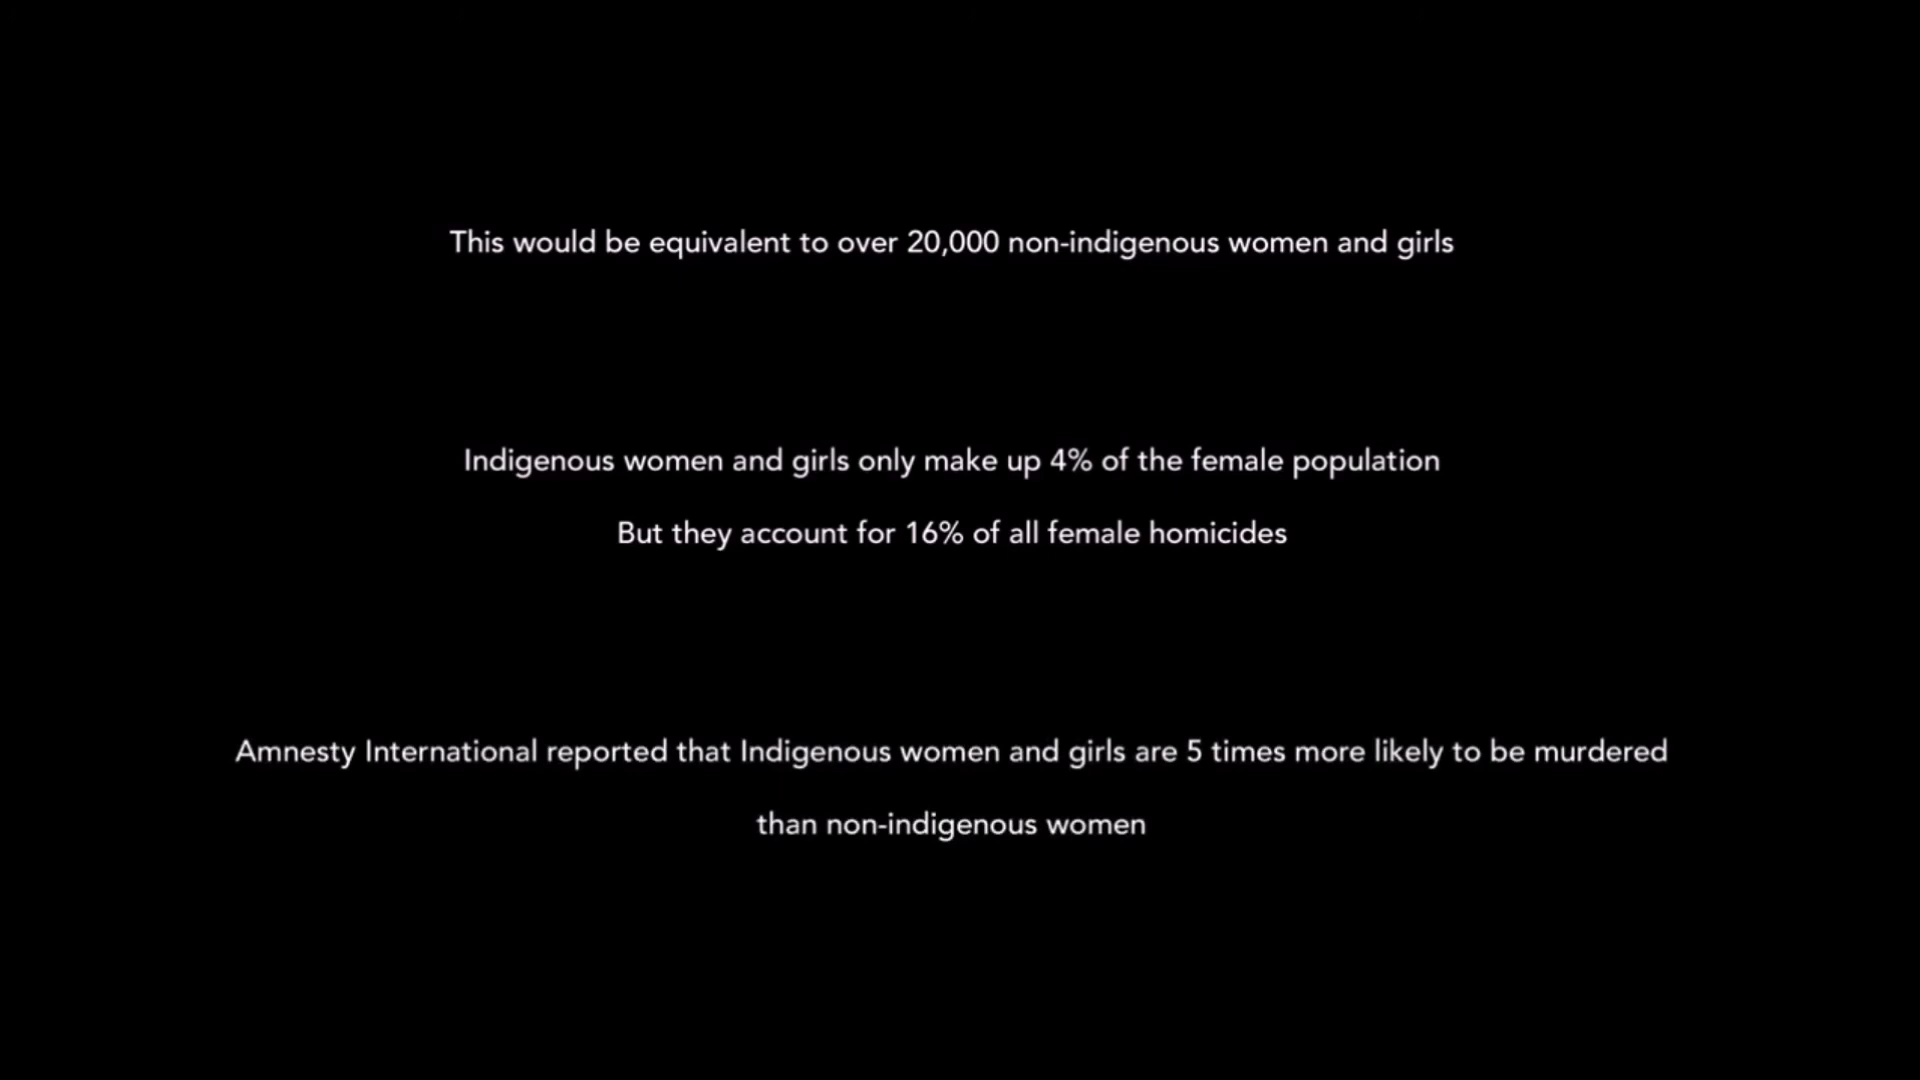 This would be equivalent to over 20,000 non-indigenous women and girls
Indigenous women and girls only make up 4% of the female population
But they account for 16% of all female homicides
Amnesty International reported that Indigenous women and girls are 5 times more likely to be murdered
than non-indigenous women